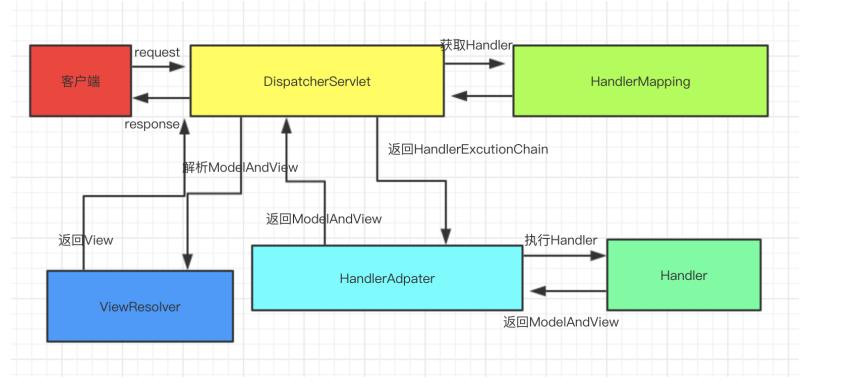 request
获取Handler
客户端
DispatcherServlet
HandlerMapping
response
返回HandlerExcutionChain
解析ModelAndView
返回ModelAndView
返回View
执行Handler
HandlerAdpater
Handler
ViewResolver
返回ModelAndView